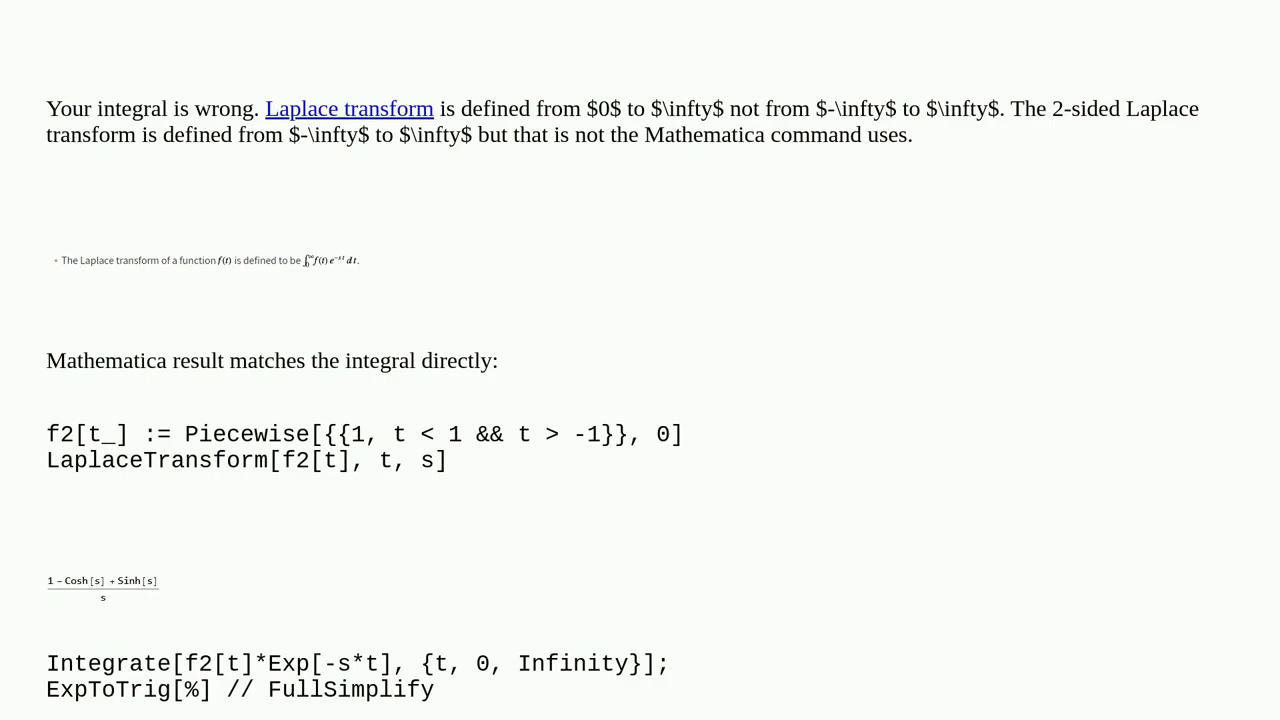 Your integral is wrong. Laplace transform is defined from $0$ to $\infty$ not from $-\infty$ to $\infty$. The 2-sided Laplace
transform is defined from $-\infty$ to $\infty$ but that is not the Mathematica command uses.
• The Laplace transform of a function f(t) is defined to be ∫₀^∞ f(t) e^(-s t) d t.
Mathematica result matches the integral directly:
f2[t_] := Piecewise[{{1, t < 1 && t > -1}}, 0]
LaplaceTransform[f2[t], t, s]
1 - Cosh[s] + Sinh[s]
s
Integrate[f2[t]*Exp[-s*t], {t, 0, Infinity}];
ExpToTrig[%] // FullSimplify